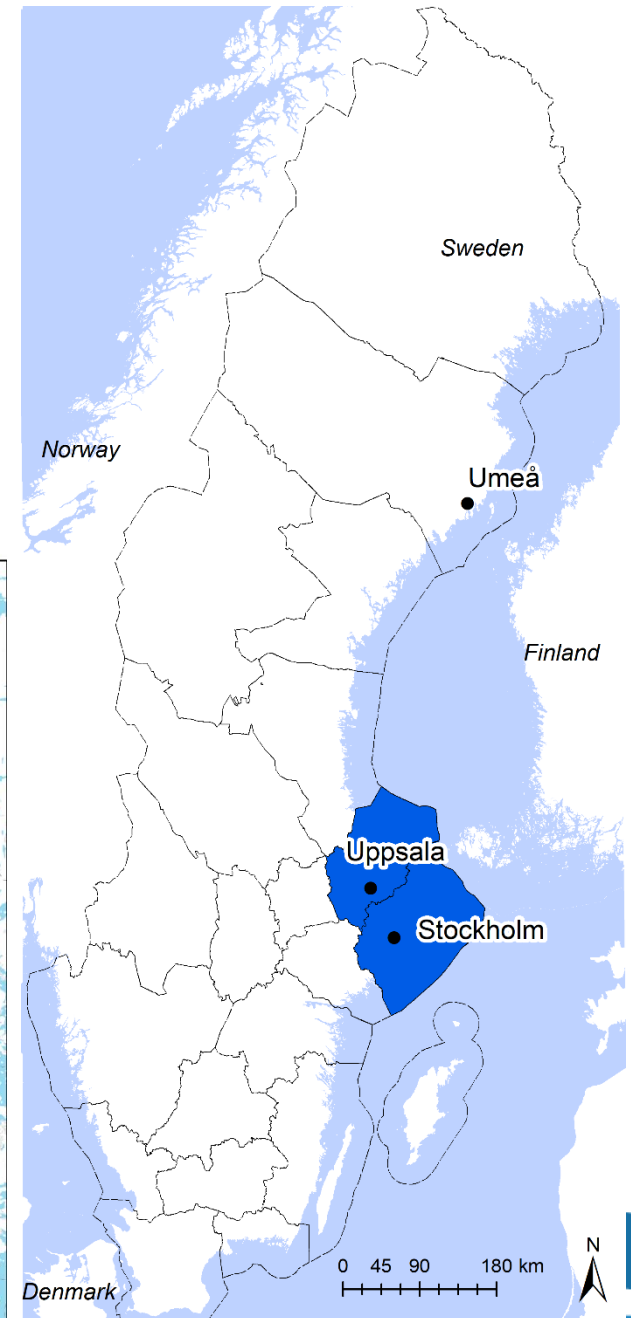 Sweden
Norway
Umeå
Finland
Uppsala
Stockholm
0 45 90 180 km
N
Denmark